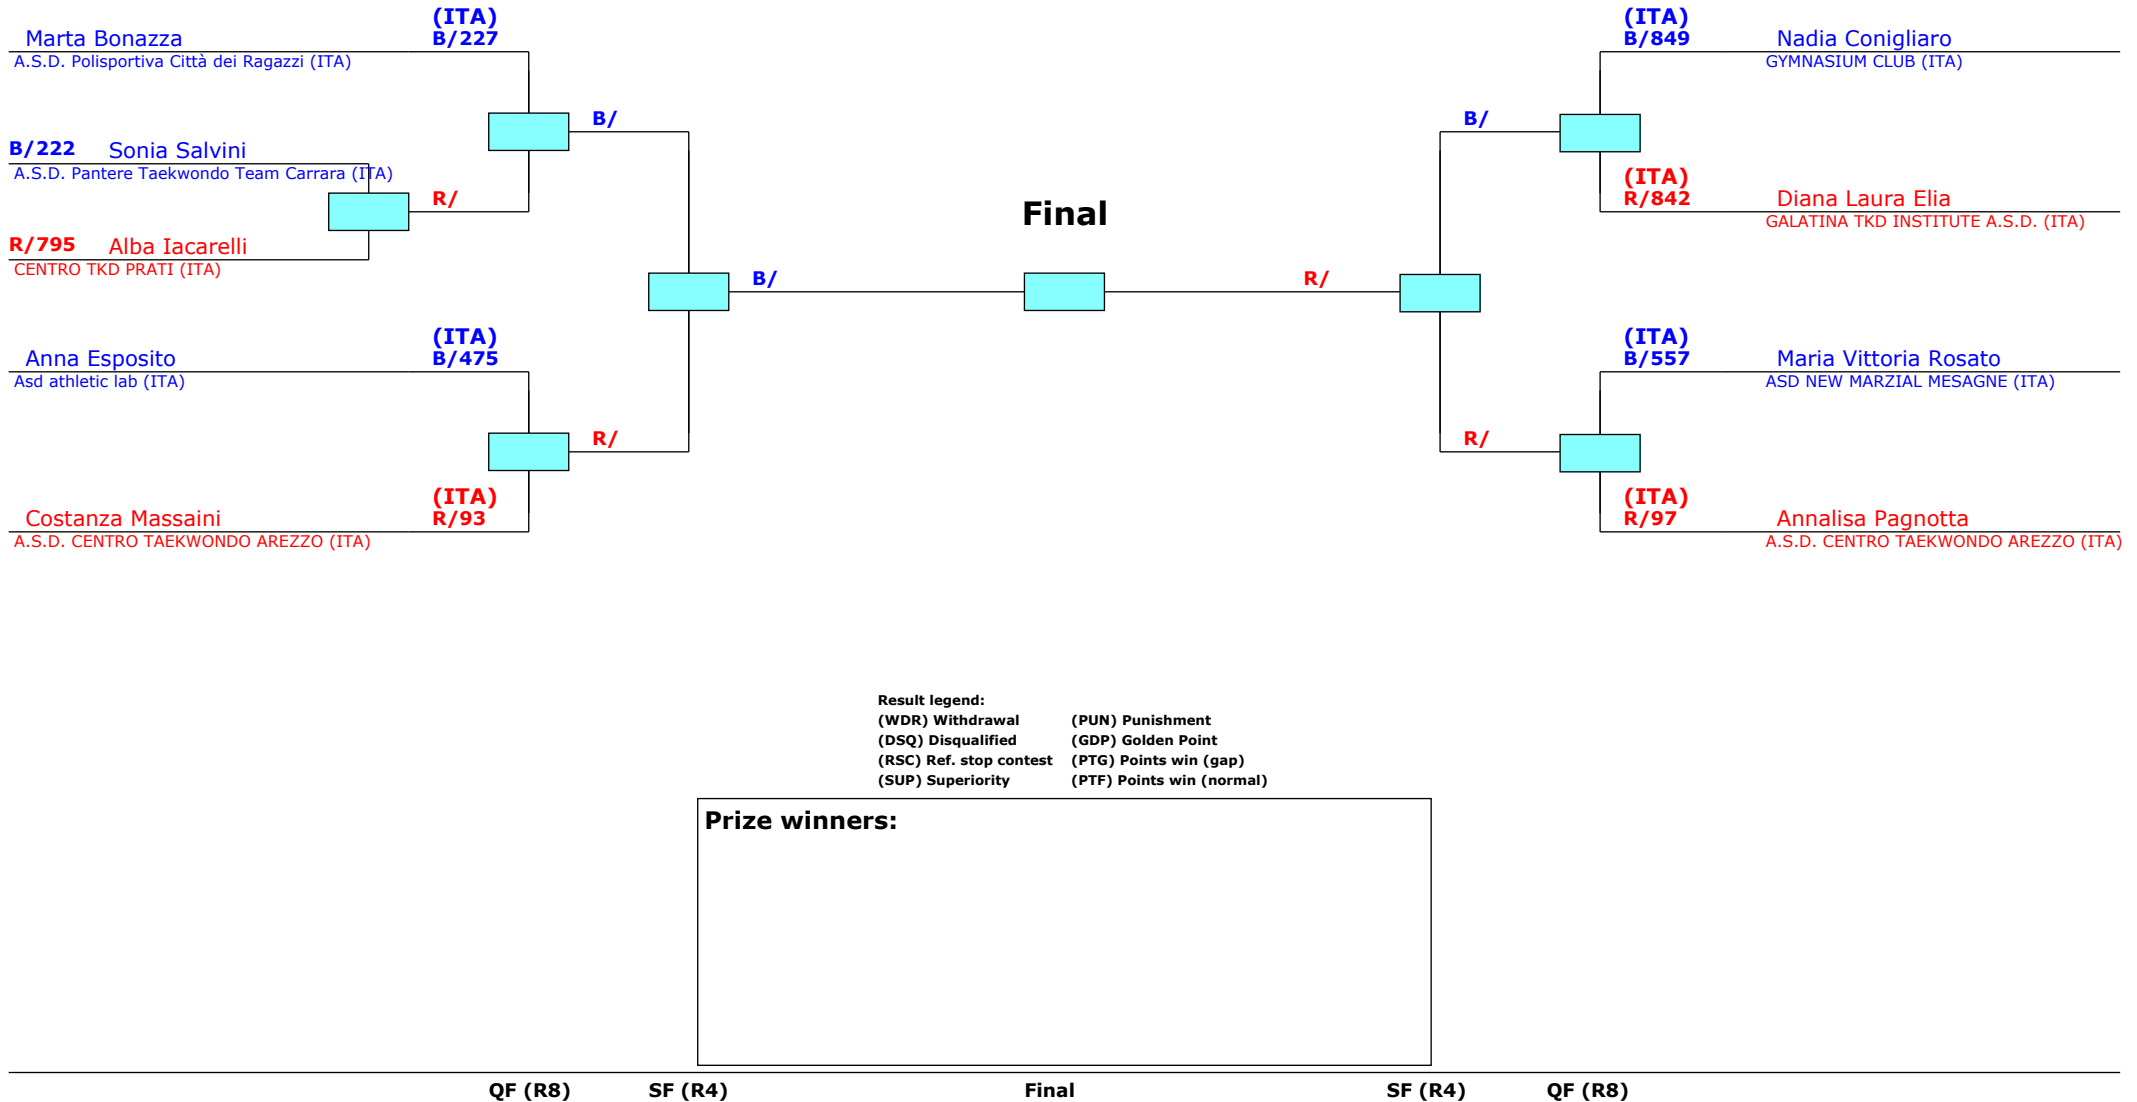 (ITA)
Marta Bonazza B/227
A.S.D. Polisportiva Città dei Ragazzi (ITA)
B/
B/222 Sonia Salvini
A.S.D. Pantere Taekwondo Team Carrara (ITA)
R/
R/795 Alba Iacarelli
CENTRO TKD PRATI (ITA)
B/
(ITA)
Anna Esposito B/475
Asd athletic lab (ITA)
R/
(ITA)
Costanza Massaini R/93
A.S.D. CENTRO TAEKWONDO AREZZO (ITA)
Final
(ITA)
B/849 Nadia Conigliaro
GYMNASIUM CLUB (ITA)
B/
(ITA)
R/842 Diana Laura Elia
GALATINA TKD INSTITUTE A.S.D. (ITA)
R/
(ITA)
B/557 Maria Vittoria Rosato
ASD NEW MARZIAL MESAGNE (ITA)
R/
(ITA)
R/97 Annalisa Pagnotta
A.S.D. CENTRO TAEKWONDO AREZZO (ITA)
Result legend:
(WDR) Withdrawal (PUN) Punishment
(DSQ) Disqualified (GDP) Golden Point
(RSC) Ref. stop contest (PTG) Points win (gap)
(SUP) Superiority (PTF) Points win (normal)
Prize winners:
QF (R8) SF (R4) Final SF (R4) QF (R8)